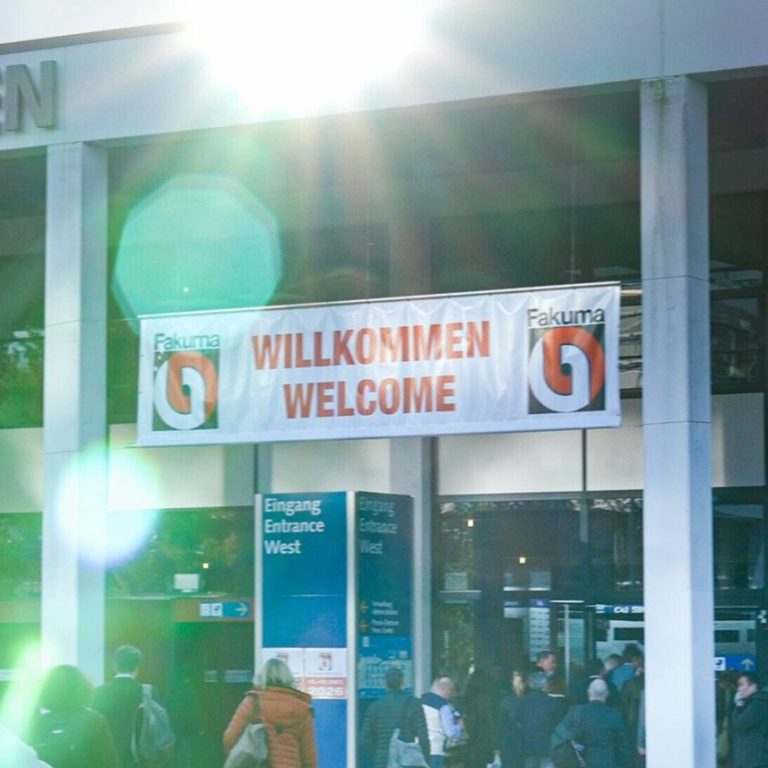 EN
Fakuma
WILLKOMMEN
WELCOME
Fakuma
Eingang
Entrance
West
Eingang
Entrance
West
2026